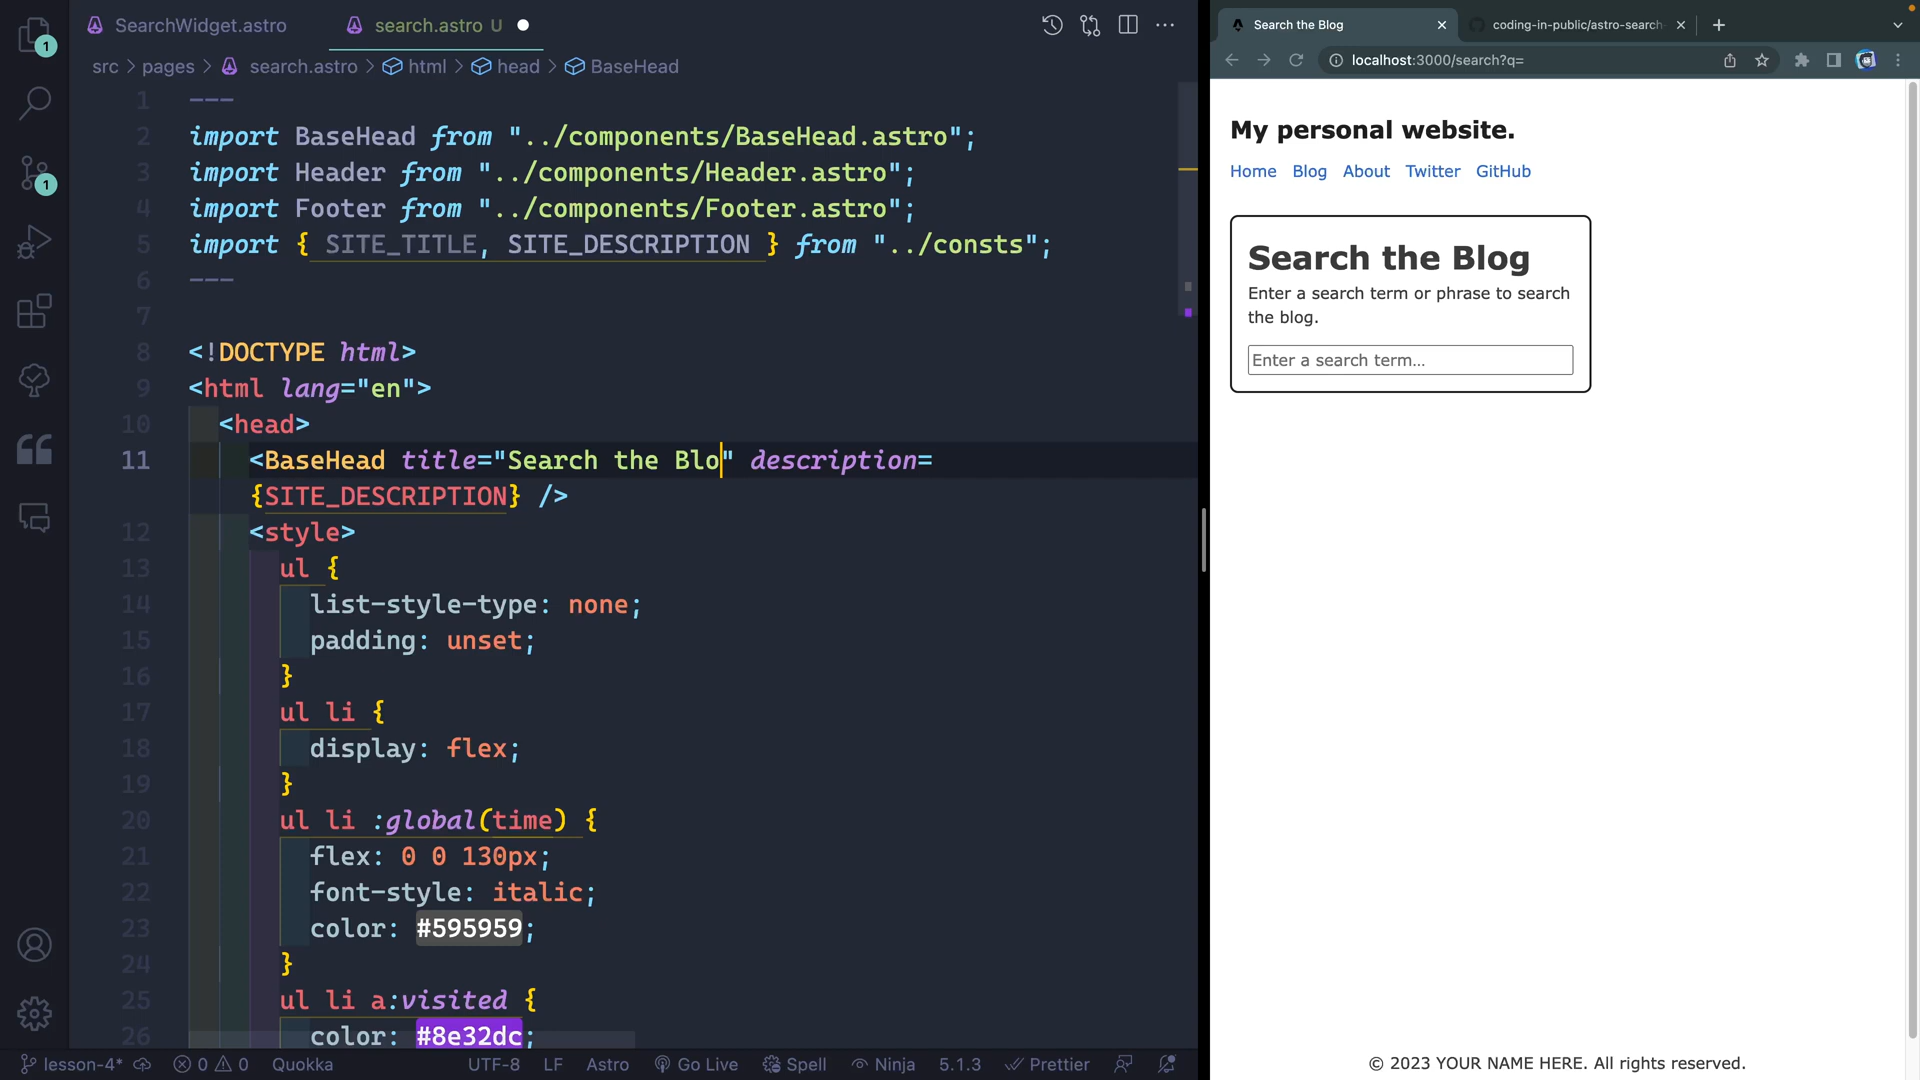 SearchWidget.astro
search.astro U
src > pages > search.astro > html > head > BaseHead
1 ---
2 import BaseHead from "../components/BaseHead.astro";
3 import Header from "../components/Header.astro";
4 import Footer from "../components/Footer.astro";
5 import { SITE_TITLE, SITE_DESCRIPTION } from "../consts";
6 ---
7
8 <!DOCTYPE html>
9 <html lang="en">
10 <head>
11 <BaseHead title="Search the Blo" description=
{SITE_DESCRIPTION} />
12 <style>
13 ul {
14 list-style-type: none;
15 padding: unset;
16 }
17 ul li {
18 display: flex;
19 }
20 ul li :global(time) {
21 flex: 0 0 130px;
22 font-style: italic;
23 color: #595959;
24 }
25 ul li a:visited {
26 color: #8e32dc;
1
1
lesson-4* 0 0 Quokka UTF-8 LF Astro Go Live Spell Ninja 5.1.3 Prettier
Search the Blog
coding-in-public/astro-search
localhost:3000/search?q=
My personal website.
Home Blog About Twitter GitHub
Search the Blog
Enter a search term or phrase to search
the blog.
Enter a search term...
© 2023 YOUR NAME HERE. All rights reserved.